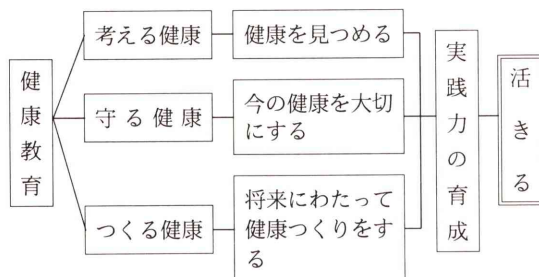 健康教育
考える健康
健康を見つめる
守る健康
今の健康を大切
にする
つくる健康
将来にわたって
健康つくりをす
る
実践力の育成
活きる